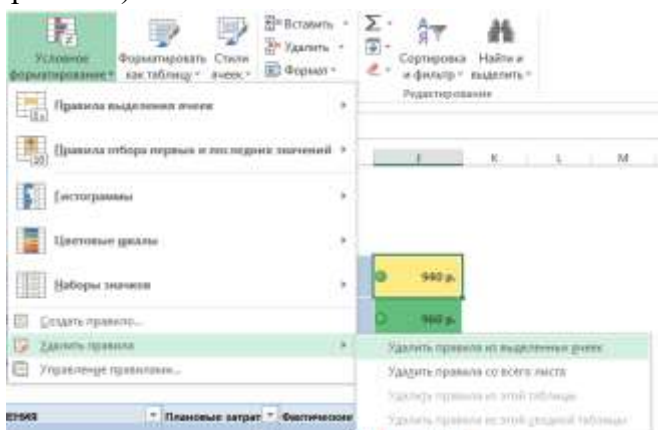 Условное форматирование
Форматировать как таблицу
Стили ячеек
Вставить
Удалить
Формат
Сортировка и фильтр
Найти и выделить
Редактирование
Правила выделения ячеек
Правила отбора первых и последних значений
J K L M
Гистограммы
Цветовые шкалы
Наборы значков
940 р.
960 р.
Создать правило...
Удалить правила
Управление правилами...
Удалить правила из выделенных ячеек
Удалить правила со всего листа
Удалить правила из этой таблицы
Удалить правила из этой сводной таблицы
ЕНИЯ
Плановые затрат
Фактические